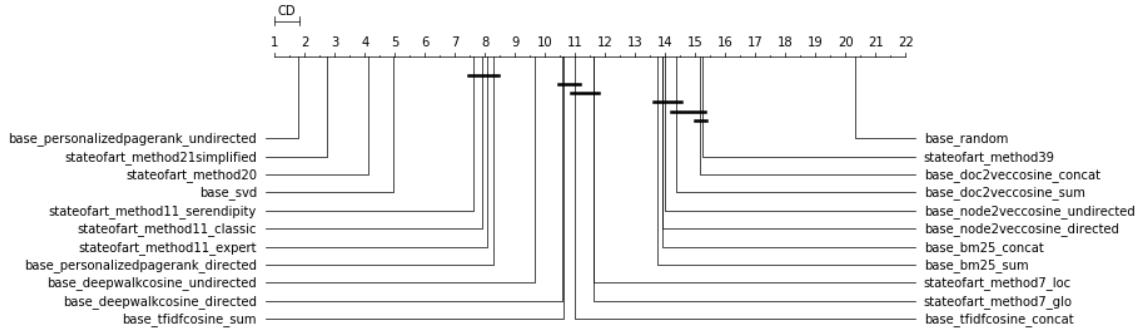 CD
1 2 3 4 5 6 7 8 9 10 11 12 13 14 15 16 17 18 19 20 21 22
base_personalizedpagerank_undirected
stateofart_method21simplified
stateofart_method20
base_svd
stateofart_method11_serendipity
stateofart_method11_classic
stateofart_method11_expert
base_personalizedpagerank_directed
base_deepwalkcosine_undirected
base_deepwalkcosine_directed
base_tfidfcosine_sum
base_random
stateofart_method39
base_doc2veccosine_concat
base_doc2veccosine_sum
base_node2veccosine_undirected
base_node2veccosine_directed
base_bm25_concat
base_bm25_sum
stateofart_method7_loc
stateofart_method7_glo
base_tfidfcosine_concat